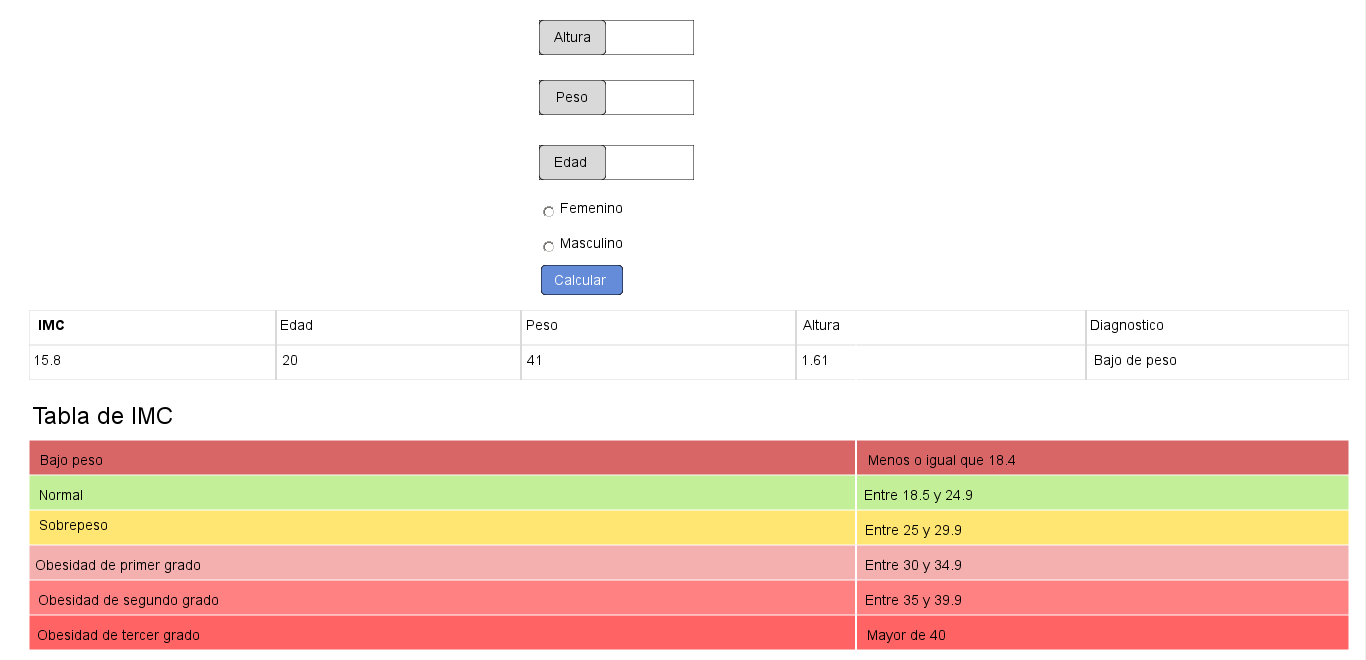 Altura
Peso
Edad
Femenino
Masculino
Calcular
IMC Edad Peso Altura Diagnostico
15.8 20 41 1.61 Bajo de peso
Tabla de IMC
Bajo peso Menos o igual que 18.4
Normal Entre 18.5 y 24.9
Sobrepeso Entre 25 y 29.9
Obesidad de primer grado Entre 30 y 34.9
Obesidad de segundo grado Entre 35 y 39.9
Obesidad de tercer grado Mayor de 40